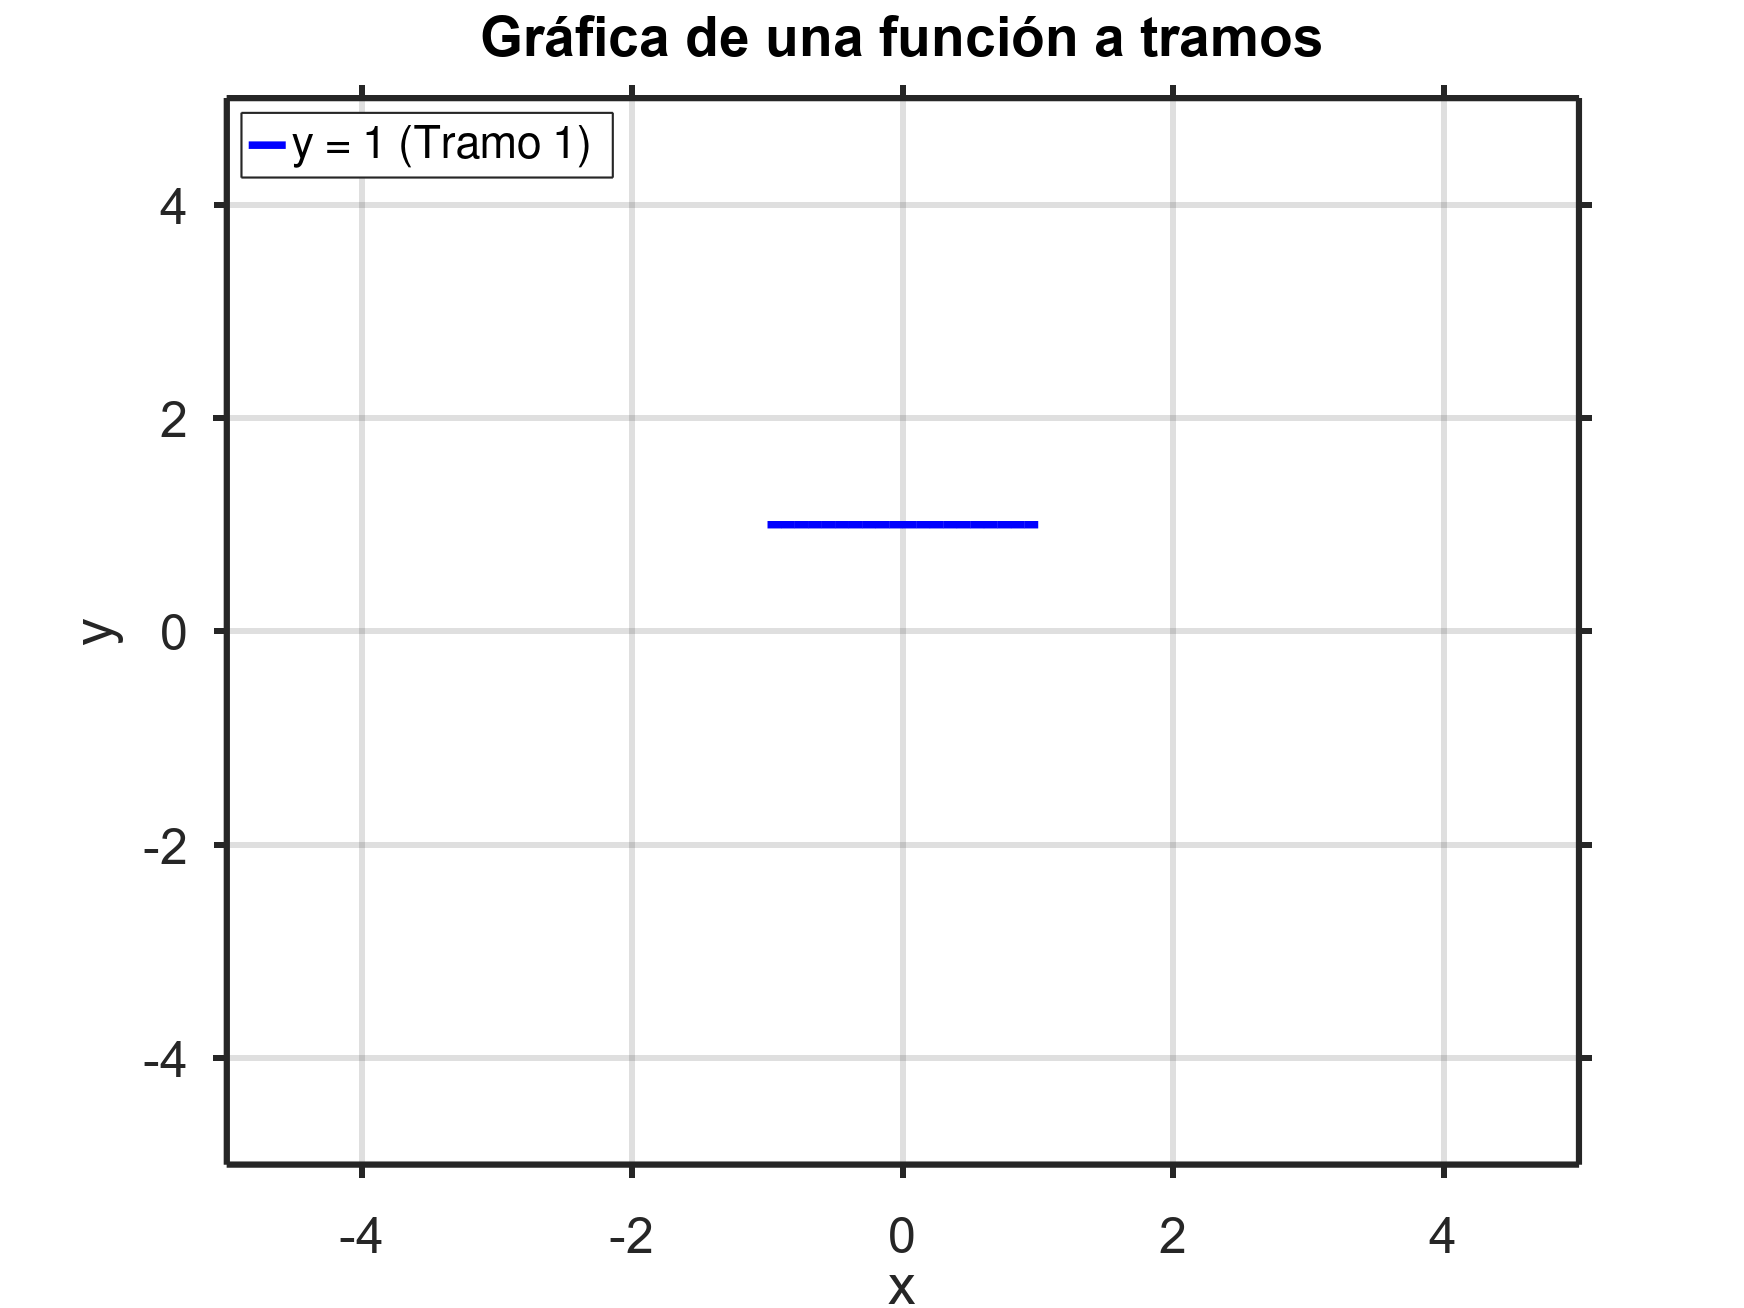 Gráfica de una función a tramos
y = 1 (Tramo 1)
4
2
0
-2
-4
y
-4 -2 0 2 4
x